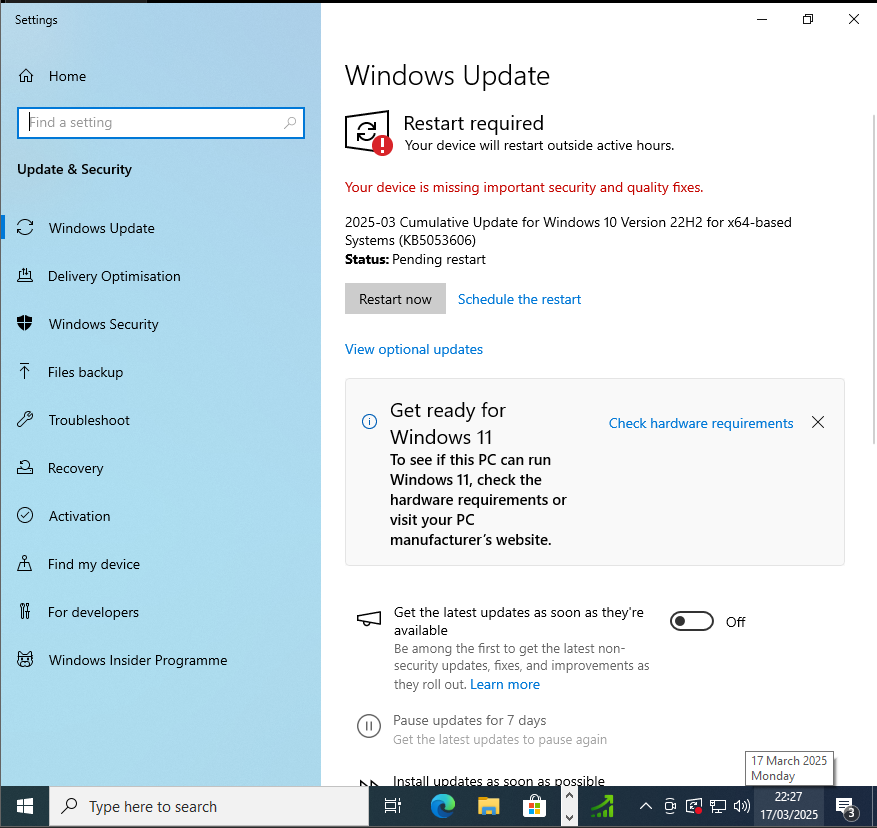 Settings
Home
Find a setting
Update & Security
Windows Update
Delivery Optimisation
Windows Security
Files backup
Troubleshoot
Recovery
Activation
Find my device
For developers
Windows Insider Programme
Windows Update
Restart required
Your device will restart outside active hours.
Your device is missing important security and quality fixes.
2025-03 Cumulative Update for Windows 10 Version 22H2 for x64-based
Systems (KB5053606)
Status: Pending restart
Restart now
Schedule the restart
View optional updates
Get ready for
Windows 11
To see if this PC can run
Windows 11, check the
hardware requirements or
visit your PC
manufacturer’s website.
Check hardware requirements
Get the latest updates as soon as they're
available
Be among the first to get the latest non-
security updates, fixes, and improvements as
they roll out. Learn more
Off
Pause updates for 7 days
Get the latest updates to pause again
Install updates as soon as possible
17 March 2025
Monday
Type here to search
22:27
17/03/2025
3